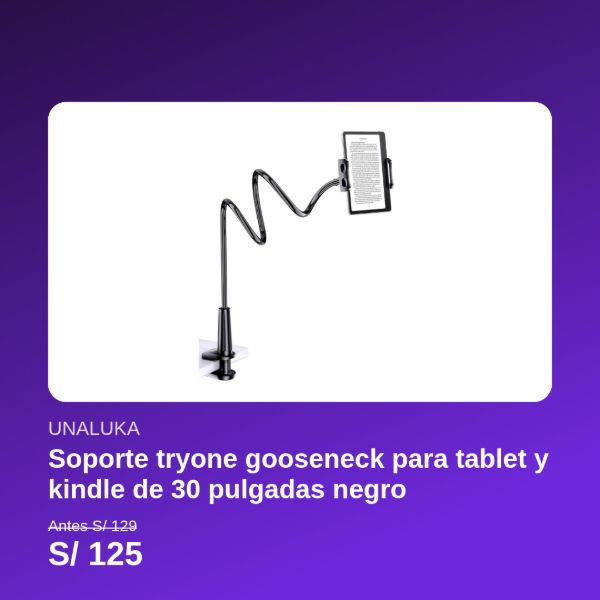 UNALUKA
Soporte tryone gooseneck para tablet y
kindle de 30 pulgadas negro
Antes S/ 129
S/ 125